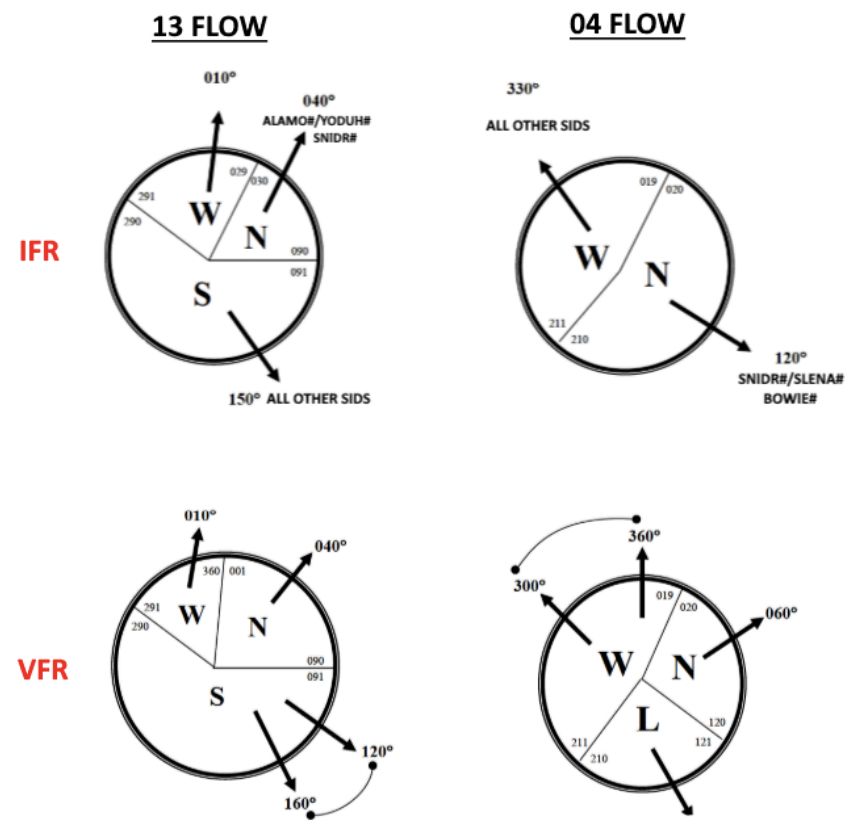 13 FLOW
04 FLOW
010°
040°
ALAMO#/YODUH#
SNIDR#
029
030
291
290
W
N
090
091
S
150° ALL OTHER SIDS
330°
ALL OTHER SIDS
019
020
W
N
211
210
120°
SNIDR#/SLENA#
BOWIE#
IFR
010°
040°
360
001
291
290
W
N
090
091
S
120°
160°
360°
300°
019
020
060°
W
N
L
120
121
211
210
VFR